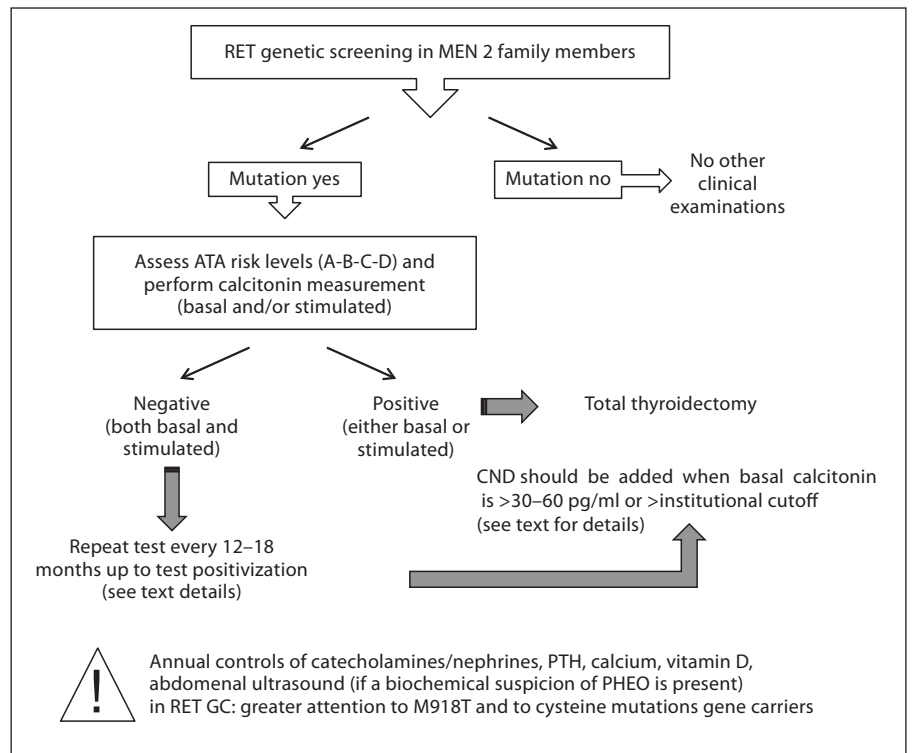 RET genetic screening in MEN 2 family members
Mutation yes
Mutation no
No other
clinical
examinations
Assess ATA risk levels (A-B-C-D) and
perform calcitonin measurement
(basal and/or stimulated)
Negative
(both basal and
stimulated)
Positive
(either basal or
stimulated)
Total thyroidectomy
CND should be added when basal calcitonin
is >30–60 pg/ml or >institutional cutoff
(see text for details)
Repeat test every 12–18
months up to test positivization
(see text details)
!
Annual controls of catecholamines/nephrines, PTH, calcium, vitamin D,
abdomenal ultrasound (if a biochemical suspicion of PHEO is present)
in RET GC: greater attention to M918T and to cysteine mutations gene carriers